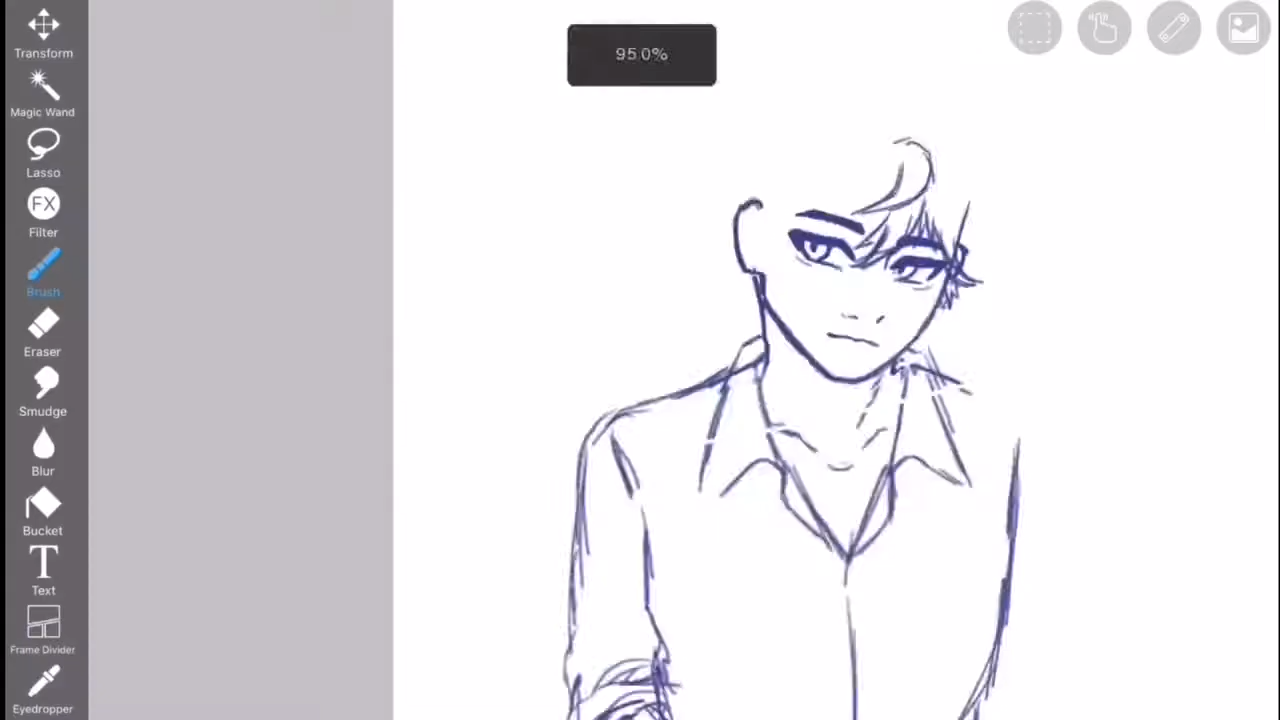 Transform
Magic Wand
Lasso
FX
Filter
Brush
Eraser
Smudge
Blur
Bucket
T
Text
Frame Divider
Eyedropper
95.0%